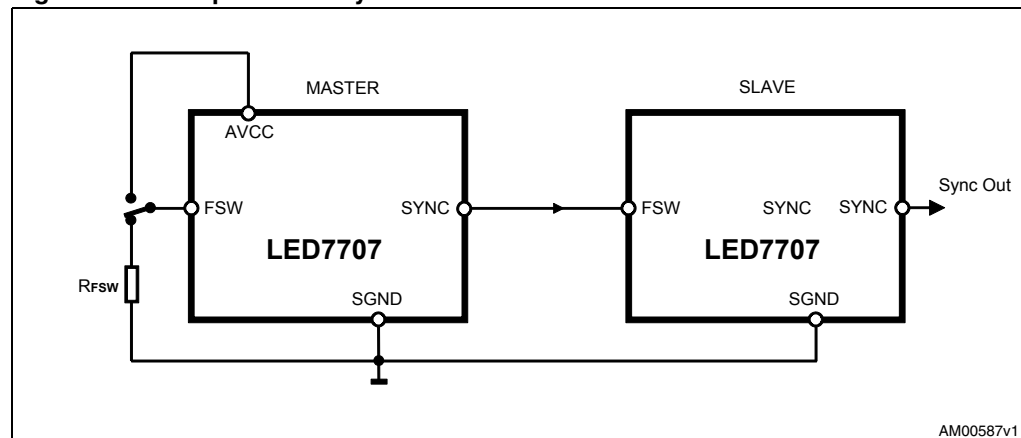 MASTER
SLAVE
AVCC
Sync Out
FSW
SYNC
FSW
SYNC
SYNC
LED7707
LED7707
RFSW
SGND
SGND
AM00587v1